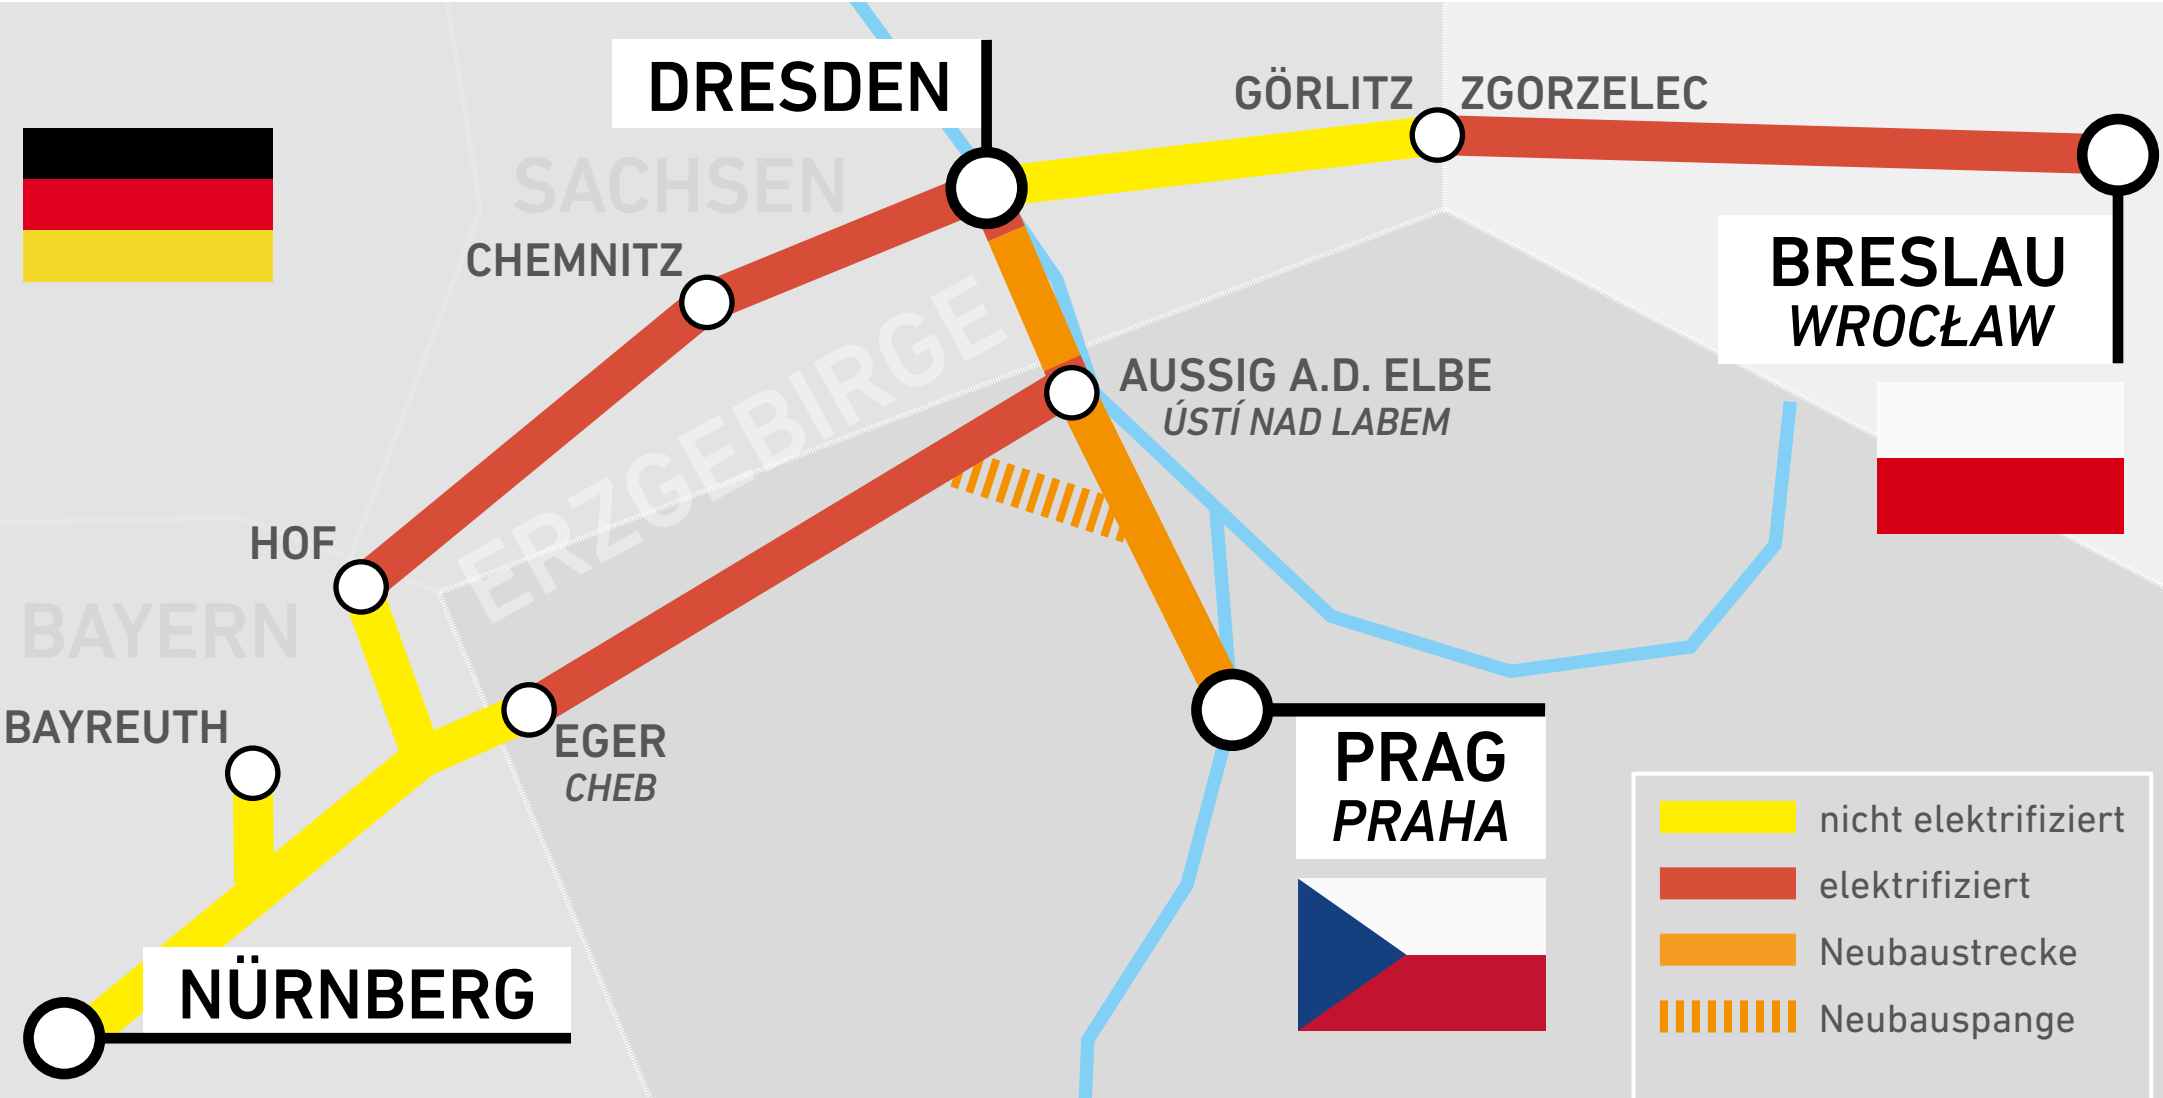 DRESDEN
GÖRLITZ
ZGORZELEC
SACHSEN
CHEMNITZ
BRESLAU
WROCŁAW
ERZGEBIRGE
AUSSIG A.D. ELBE
ÚSTÍ NAD LABEM
HOF
BAYERN
BAYREUTH
EGER
CHEB
PRAG
PRAHA
NÜRNBERG
nicht elektrifiziert
elektrifiziert
Neubaustrecke
Neubauspange